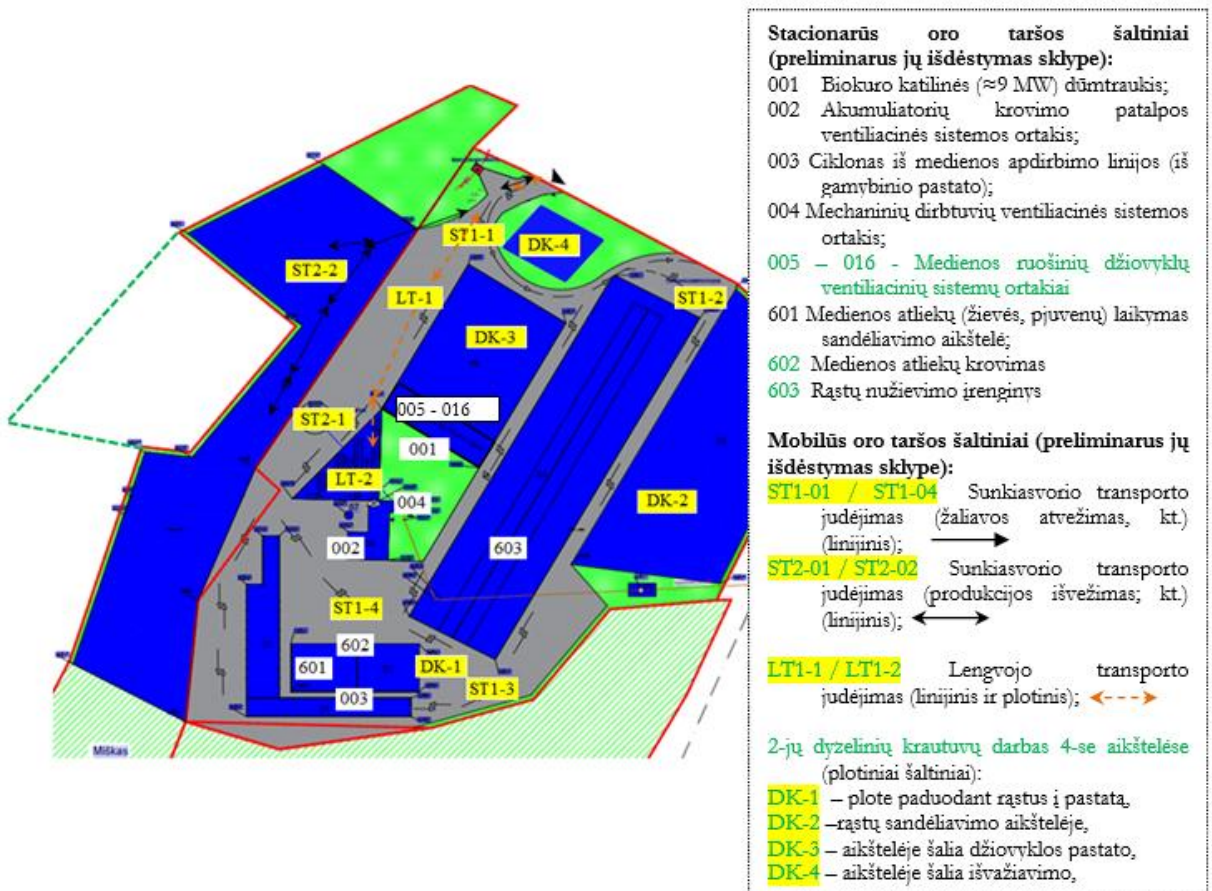 ST1-1
DK-4
ST2-2
ST1-2
LT-1
DK-3
005 - 016
ST2-1
001
LT-2
004
DK-2
002
603
ST1-4
602
601
DK-1
003
ST1-3
Miškas
Stacionarūs oro taršos šaltiniai
(preliminarus jų išdėstymas sklype):
001 Biokuro katilinės (≈9 MW) dūmtraukis;
002 Akumuliatorių krovimo patalpos
ventiliacinės sistemos ortakis;
003 Ciklonas iš medienos apdirbimo linijos (iš
gamybinio pastato);
004 Mechaninių dirbtuvių ventiliacinės sistemos
ortakis;
005 – 016 - Medienos ruošinių džiovyklų
ventiliacinių sistemų ortakiai
601 Medienos atliekų (žievės, pjuvenų) laikymas
sandėliavimo aikštelė;
602 Medienos atliekų krovimas
603 Rąstų nužievimo įrenginys
Mobilūs oro taršos šaltiniai (preliminarus jų
išdėstymas sklype):
ST1-01 / ST1-04 Sunkiasvorio transporto
judėjimas (žaliavos atvežimas, kt.)
(linijinis);
ST2-01 / ST2-02 Sunkiasvorio transporto
judėjimas (produkcijos išvežimas; kt.)
(linijinis);
LT1-1 / LT1-2 Lengvojo transporto
judėjimas (linijinis ir plotinis);
2-jų dyzelinių krautuvų darbas 4-se aikštelėse
(plotiniai šaltiniai):
DK-1 – plote paduodant rąstus į pastatą,
DK-2 –rąstų sandėliavimo aikštelėje,
DK-3 – aikštelėje šalia džiovyklos pastato,
DK-4 – aikštelėje šalia išvažiavimo,